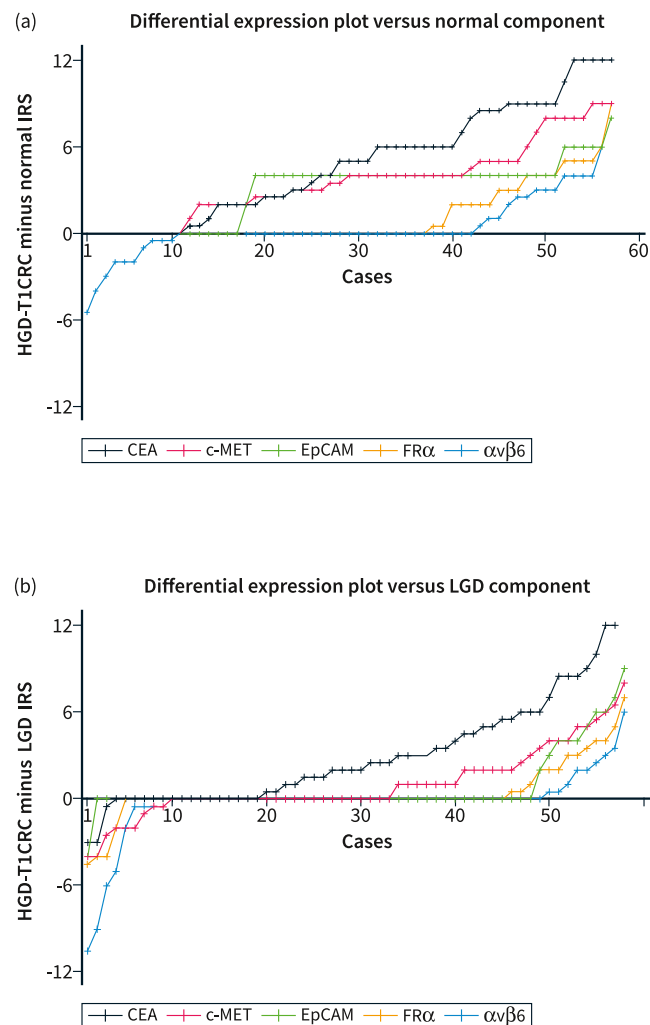 (a) Differential expression plot versus normal component
12
6
0
-6
-12
HGD-T1CRC minus normal IRS
1 10 20 30 40 50 60
Cases
CEA c-MET EpCAM FRα αvβ6
(b) Differential expression plot versus LGD component
12
6
0
-6
-12
HGD-T1CRC minus LGD IRS
1 10 20 30 40 50
Cases
CEA c-MET EpCAM FRα αvβ6